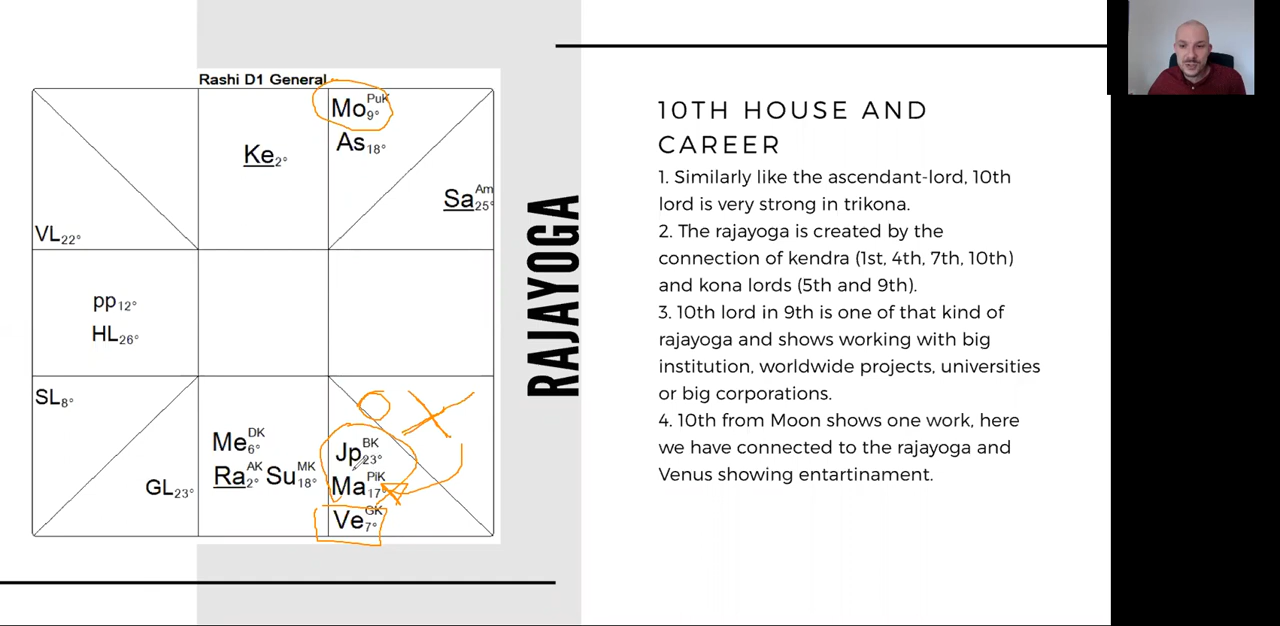 Rashi D1 General
Mo PuK 9°
As 18°
Ke 2°
Sa Am 25°
VL 22°
pp 12°
HL 26°
SL 8°
GL 23°
Me DK 6°
Ra AK 2° Su MK 18°
Jp BK 23°
Ma PiK 17°
Ve GK 7°
RAJAYOGA
10TH HOUSE AND
CAREER
1. Similarly like the ascendant-lord, 10th
lord is very strong in trikona.
2. The rajayoga is created by the
connection of kendra (1st, 4th, 7th, 10th)
and kona lords (5th and 9th).
3. 10th lord in 9th is one of that kind of
rajayoga and shows working with big
institution, worldwide projects, universities
or big corporations.
4. 10th from Moon shows one work, here
we have connected to the rajayoga and
Venus showing entartinament.